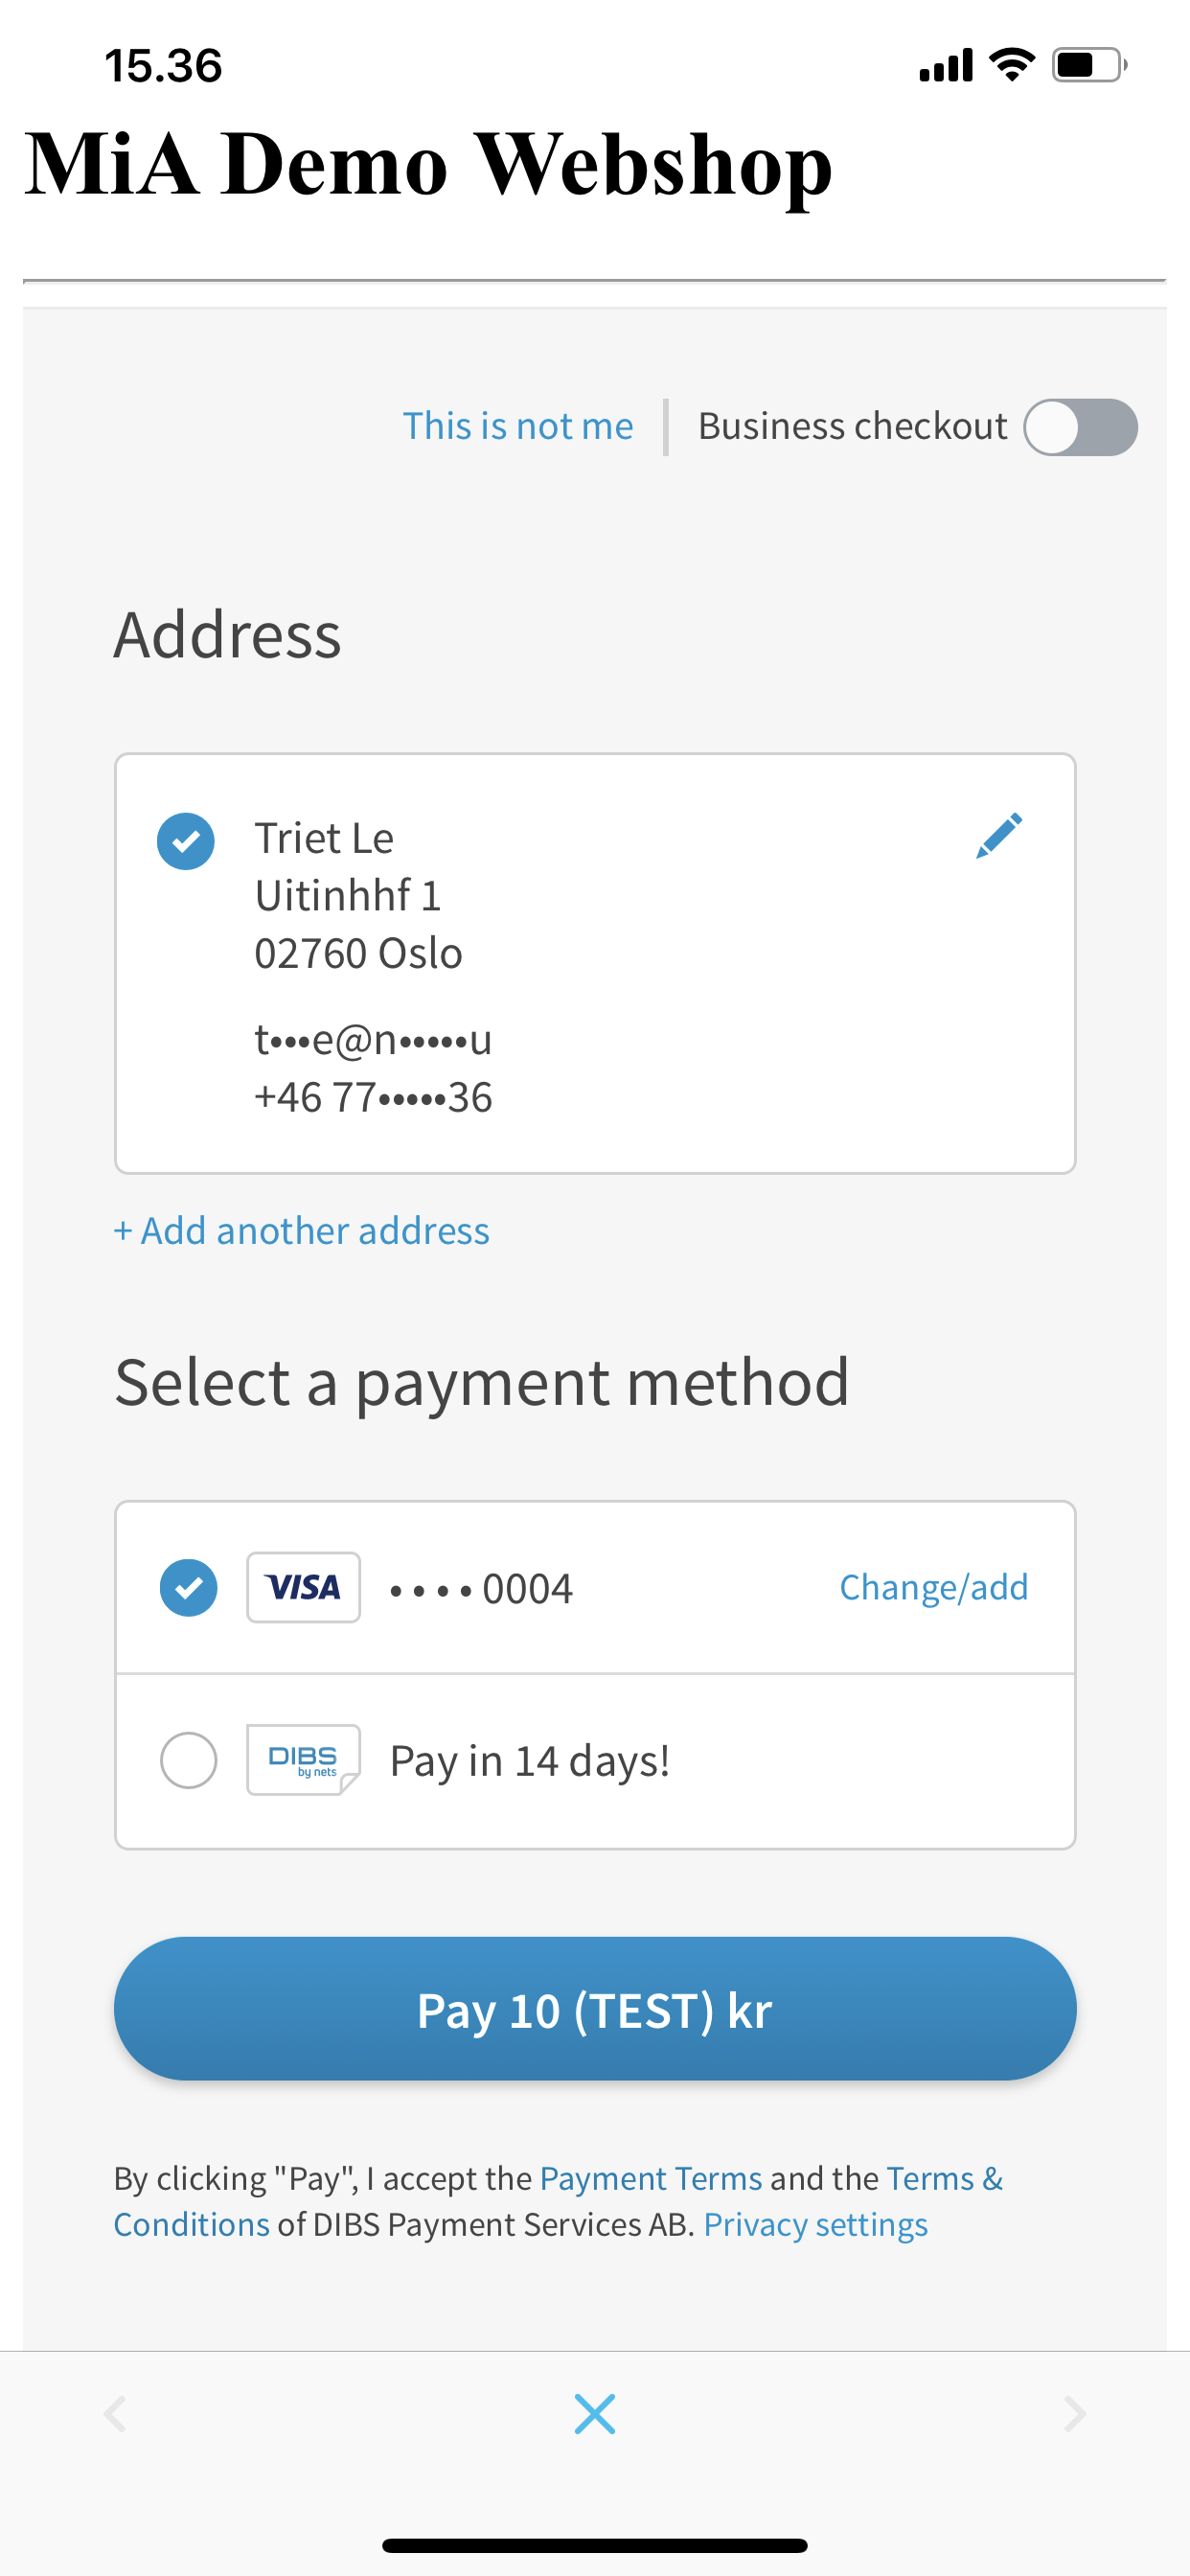 15.36
MiA Demo Webshop
This is not me
Business checkout
Address
Triet Le
Uitinhhf 1
02760 Oslo
t•••e@n•••••u
+46 77•••••36
+ Add another address
Select a payment method
VISA •••• 0004 Change/add
DIBS
by nets
Pay in 14 days!
Pay 10 (TEST) kr
By clicking "Pay", I accept the Payment Terms and the Terms &
Conditions of DIBS Payment Services AB. Privacy settings